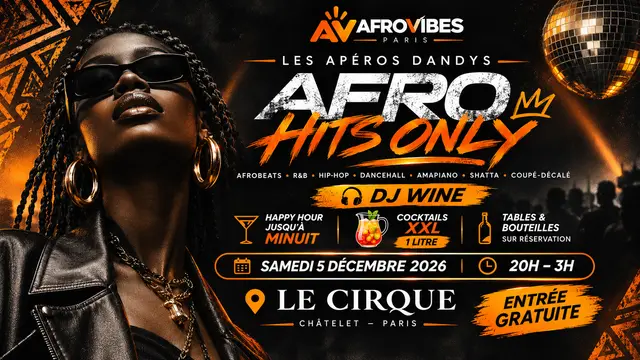 AV AFROVIBES
PARIS
LES APÉROS DANDYS
AFRO
HITS ONLY
AFROBEATS • R&B • HIP-HOP • DANCEHALL • AMAPIANO • SHATTA • COUPÉ-DÉCALÉ
DJ WINE
HAPPY HOUR
JUSQU'À
MINUIT
COCKTAILS
XXL
1 LITRE
TABLES &
BOUTEILLES
SUR RÉSERVATION
SAMEDI 5 DÉCEMBRE 2026
20H – 3H
LE CIRQUE
CHÂTELET – PARIS
ENTRÉE
GRATUITE